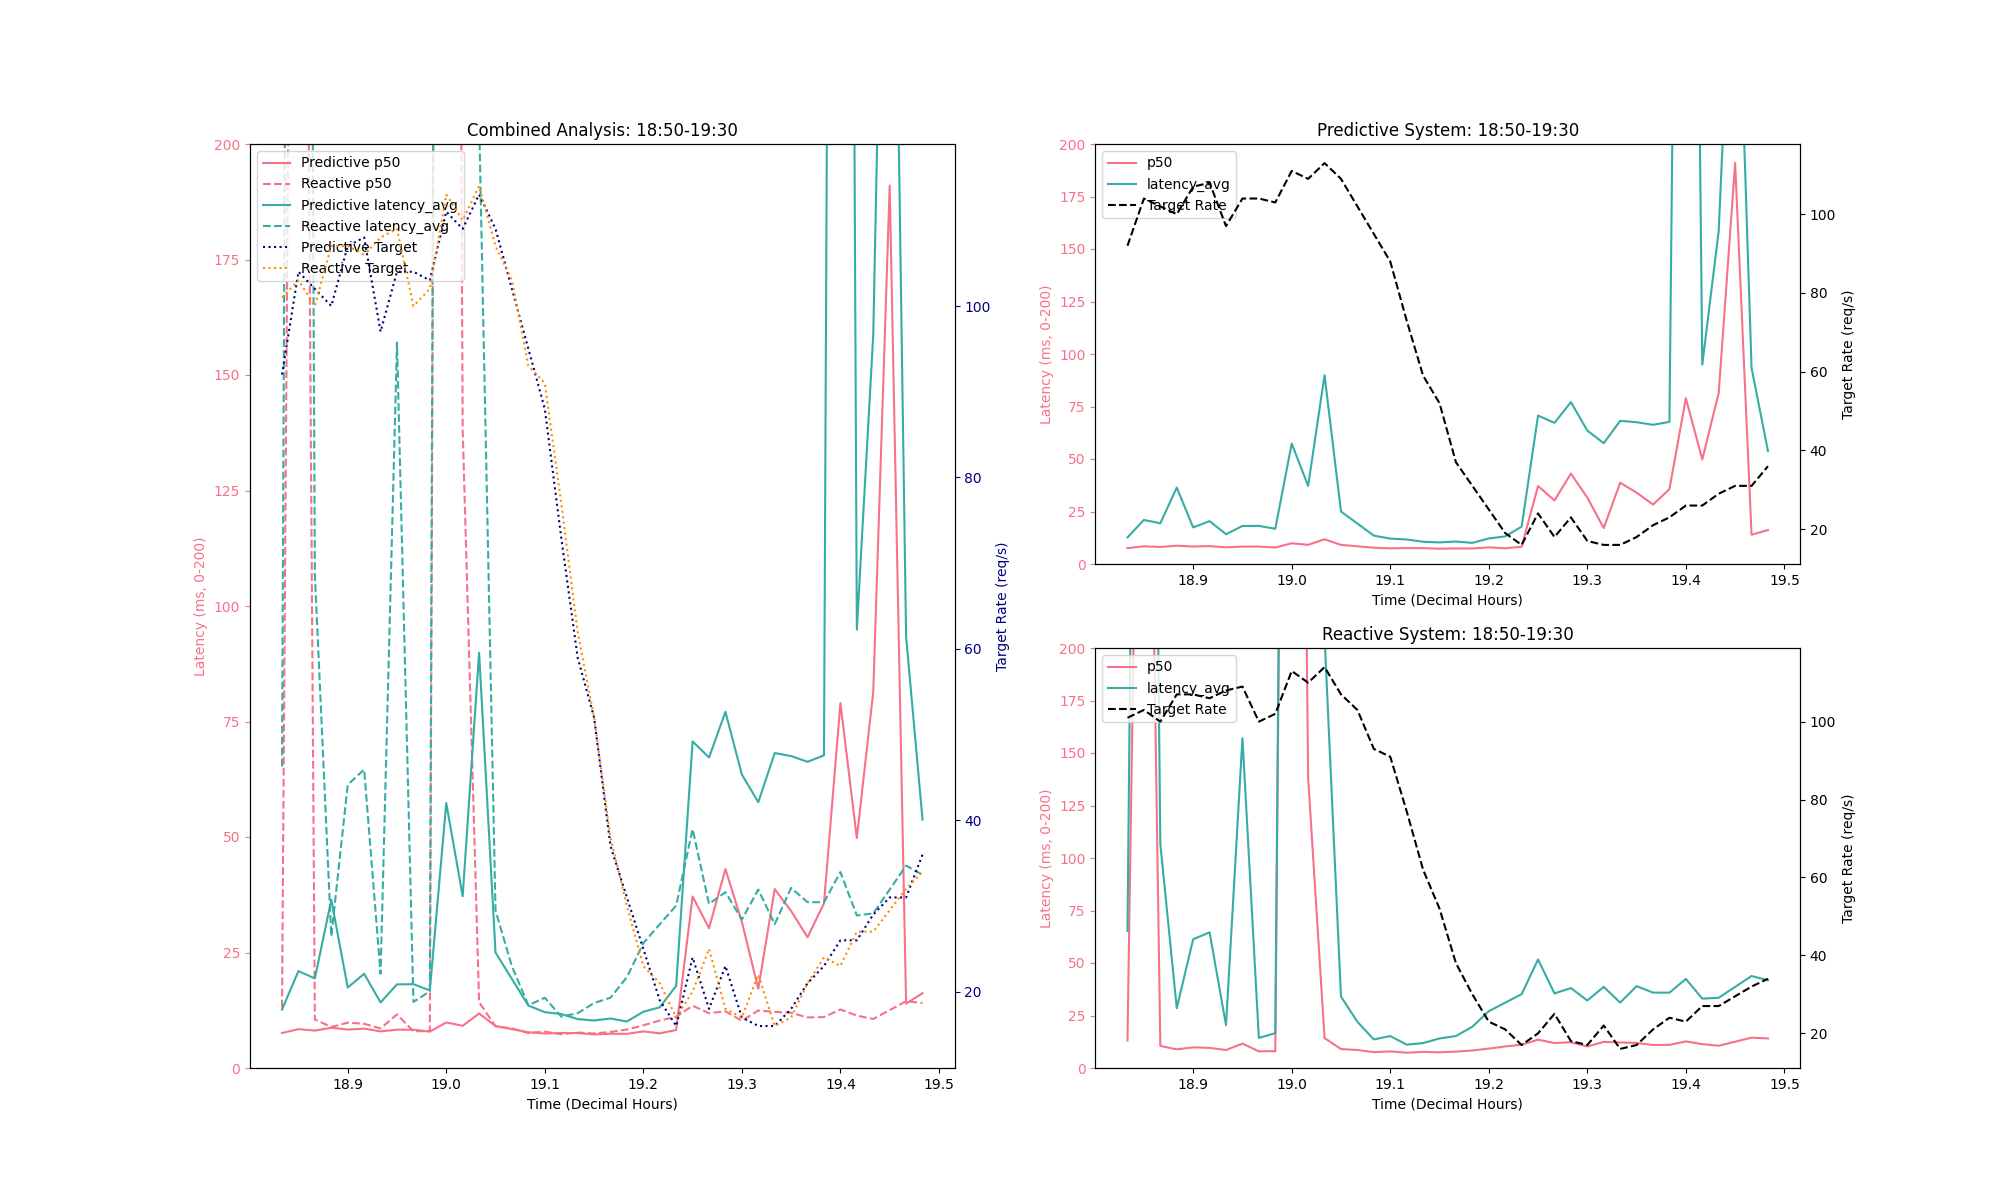 Combined Analysis: 18:50-19:30
Predictive p50
Reactive p50
Predictive latency_avg
Reactive latency_avg
Predictive Target
Reactive Target
Latency (ms, 0-200)
200
175
150
125
100
75
50
25
0
18.9 19.0 19.1 19.2 19.3 19.4 19.5
Time (Decimal Hours)
100
80
60
40
20
Target Rate (req/s)
Predictive System: 18:50-19:30
p50
latency_avg
Target Rate
Latency (ms, 0-200)
200
175
150
125
100
75
50
25
0
18.9 19.0 19.1 19.2 19.3 19.4 19.5
Time (Decimal Hours)
100
80
60
40
20
Target Rate (req/s)
Reactive System: 18:50-19:30
p50
latency_avg
Target Rate
Latency (ms, 0-200)
200
175
150
125
100
75
50
25
0
18.9 19.0 19.1 19.2 19.3 19.4 19.5
Time (Decimal Hours)
100
80
60
40
20
Target Rate (req/s)